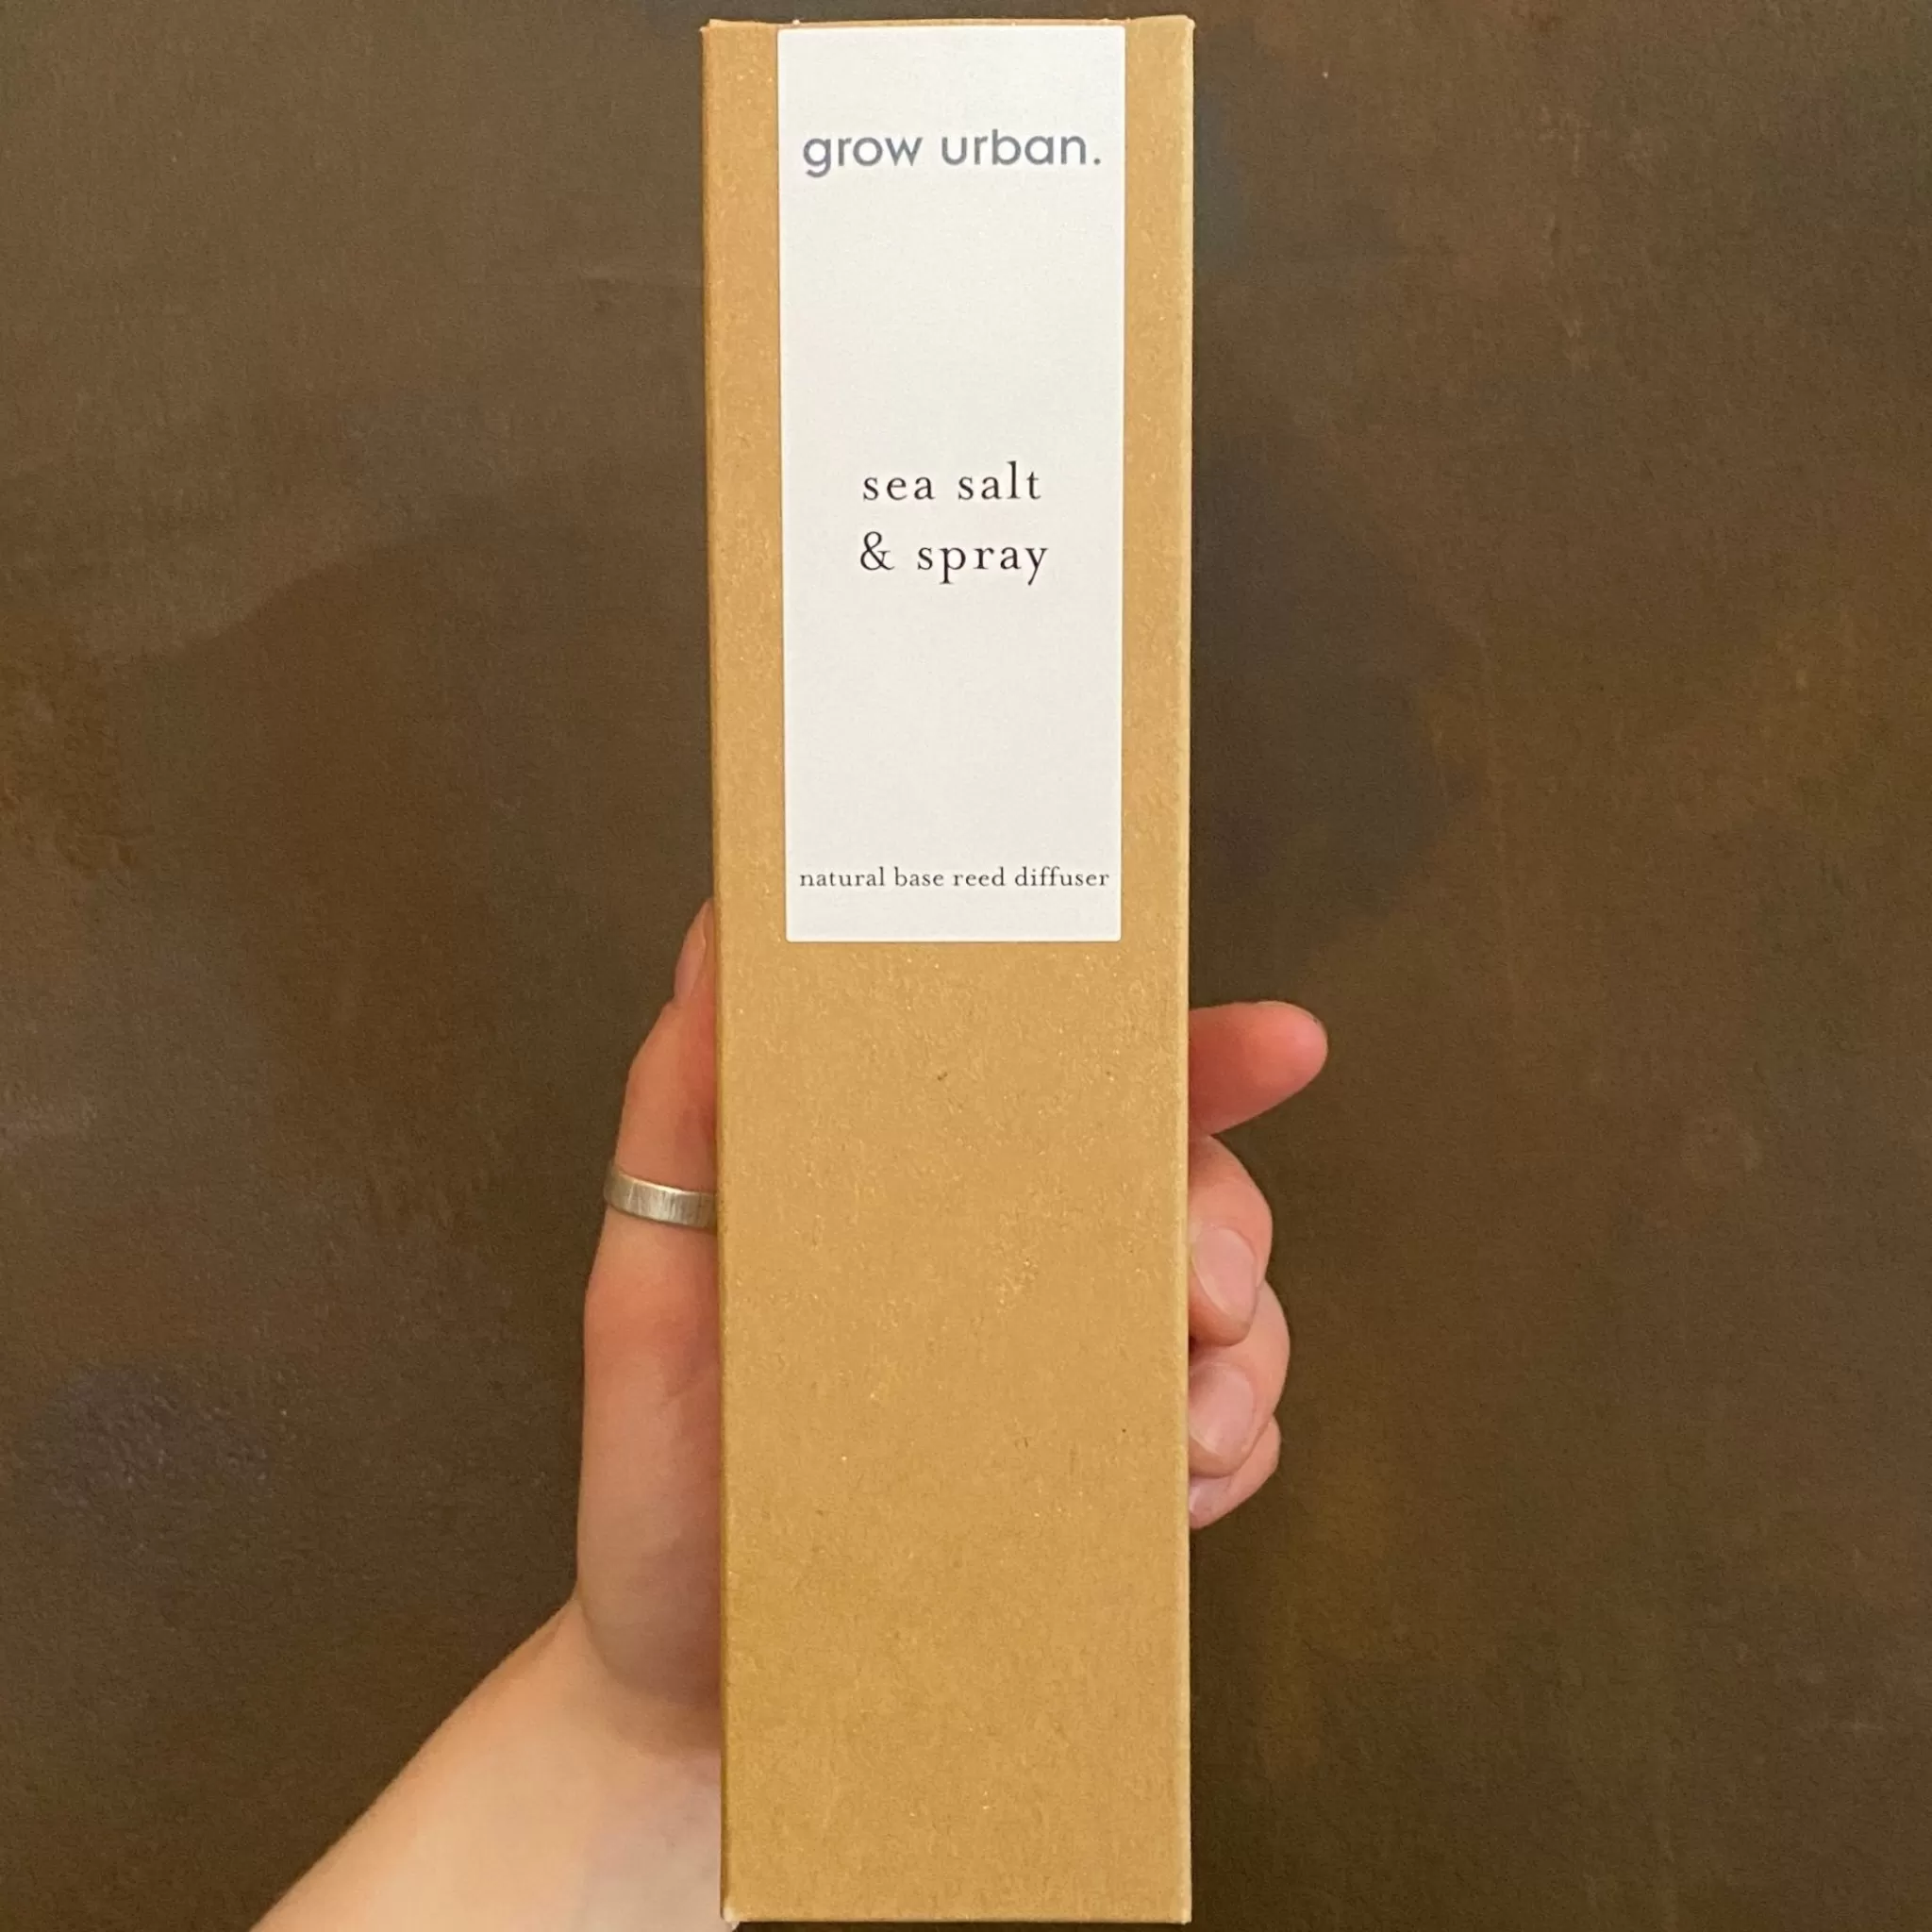 grow urban.
sea salt
& spray
natural base reed diffuser